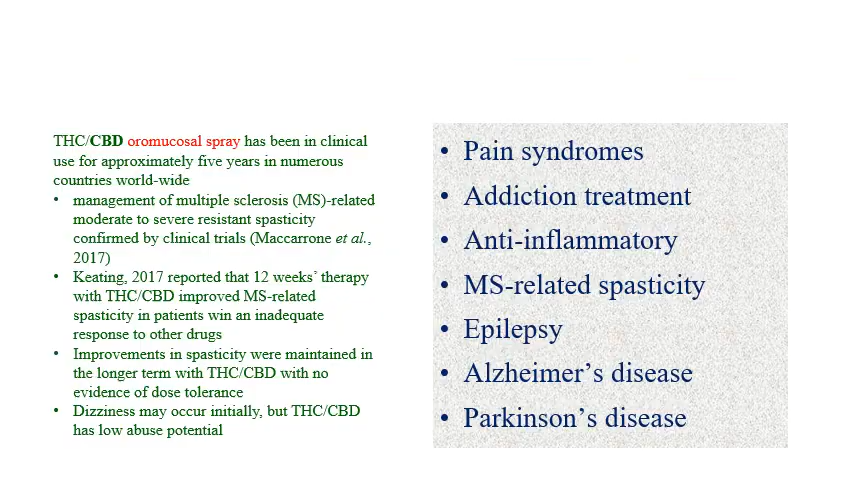 THC/CBD oromucosal spray has been in clinical
use for approximately five years in numerous
countries world-wide
• management of multiple sclerosis (MS)-related
moderate to severe resistant spasticity
confirmed by clinical trials (Maccarrone et al.,
2017)
• Keating, 2017 reported that 12 weeks’ therapy
with THC/CBD improved MS-related
spasticity in patients win an inadequate
response to other drugs
• Improvements in spasticity were maintained in
the longer term with THC/CBD with no
evidence of dose tolerance
• Dizziness may occur initially, but THC/CBD
has low abuse potential
• Pain syndromes
• Addiction treatment
• Anti-inflammatory
• MS-related spasticity
• Epilepsy
• Alzheimer’s disease
• Parkinson’s disease